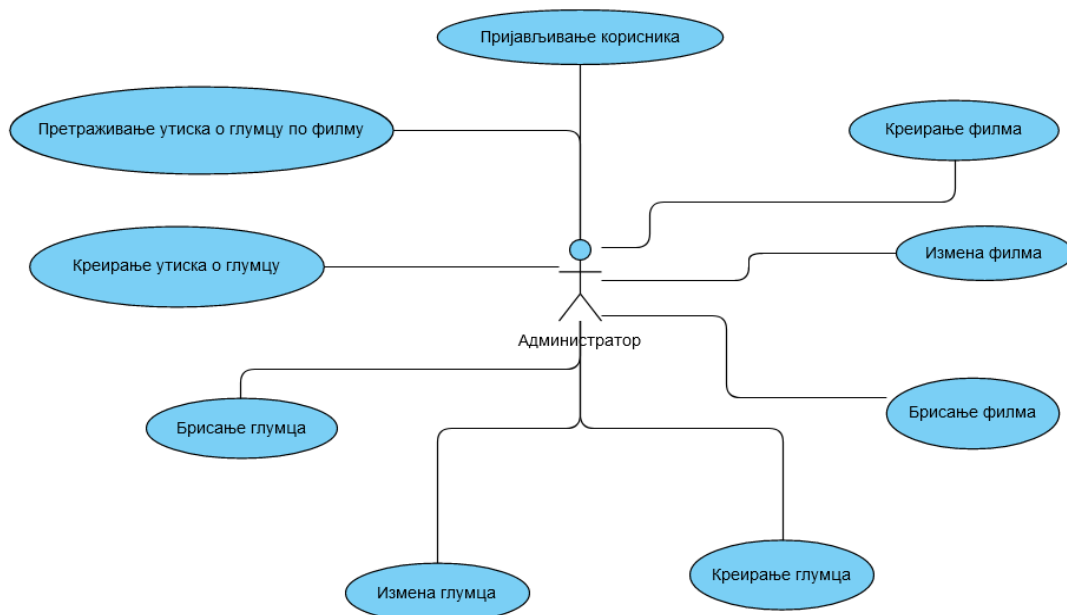 Пријављивање корисника
Претраживање утиска о глумцу по филму
Креирање филма
Креирање утиска о глумцу
Измена филма
Администратор
Брисање глумца
Брисање филма
Измена глумца
Креирање глумца